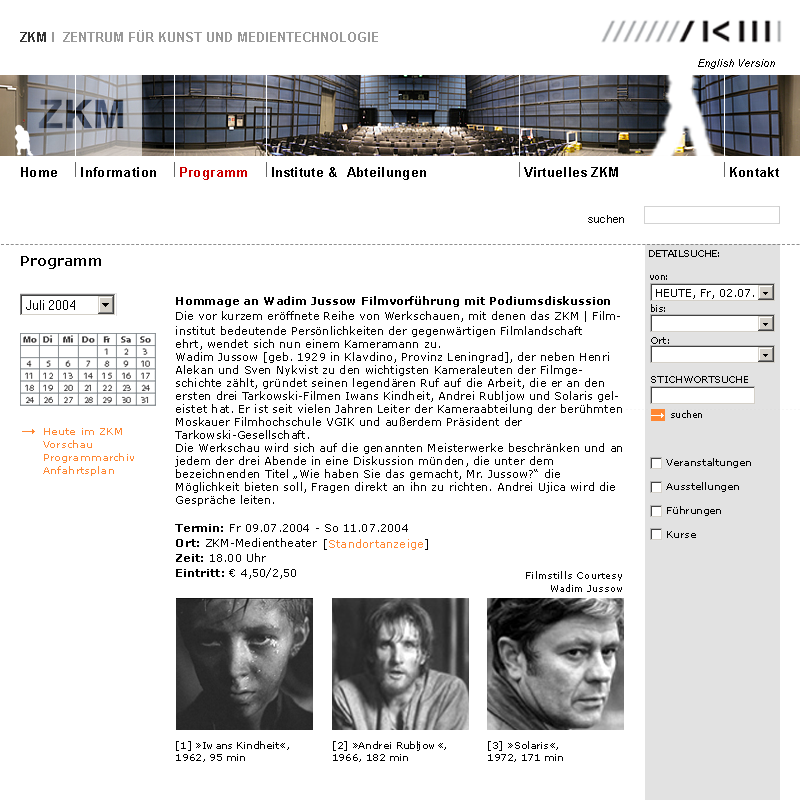 ZKM | ZENTRUM FÜR KUNST UND MEDIENTECHNOLOGIE
ZKM
English Version
ZKM
Home
Information
Programm
Institute & Abteilungen
Virtuelles ZKM
Kontakt
suchen
Programm
Juli 2004
Mo Di Mi Do Fr Sa So
1 2 3
4 5 6 7 8 9 10
11 12 13 14 15 16 17
18 19 20 21 22 23 24
24 26 27 28 29 30 31
→ Heute im ZKM
Vorschau
Programmarchiv
Anfahrtsplan
Hommage an Wadim Jussow Filmvorführung mit Podiumsdiskussion
Die vor kurzem eröffnete Reihe von Werkschauen, mit denen das ZKM | Film-
institut bedeutende Persönlichkeiten der gegenwärtigen Filmlandschaft
ehrt, wendet sich nun einem Kameramann zu.
Wadim Jussow [geb. 1929 in Klavdino, Provinz Leningrad], der neben Henri
Alekan und Sven Nykvist zu den wichtigsten Kameraleuten der Filmge-
schichte zählt, gründet seinen legendären Ruf auf die Arbeit, die er an den
ersten drei Tarkowski-Filmen Iwans Kindheit, Andrei Rubljow und Solaris gel-
eistet hat. Er ist seit vielen Jahren Leiter der Kameraabteilung der berühmten
Moskauer Filmhochschule VGIK und außerdem Präsident der
Tarkowski-Gesellschaft.
Die Werkschau wird sich auf die genannten Meisterwerke beschränken und an
jedem der drei Abende in eine Diskussion münden, die unter dem
bezeichnenden Titel „Wie haben Sie das gemacht, Mr. Jussow?“ die
Möglichkeit bieten soll, Fragen direkt an ihn zu richten. Andrei Ujica wird die
Gespräche leiten.
Termin: Fr 09.07.2004 - So 11.07.2004
Ort: ZKM-Medientheater [Standortanzeige]
Zeit: 18.00 Uhr
Eintritt: € 4,50/2,50
Filmstills Courtesy
Wadim Jussow
[1] »Iwans Kindheit«,
1962, 95 min
[2] »Andrei Rubljow«,
1966, 182 min
[3] »Solaris«,
1972, 171 min
DETAILSUCHE:
von:
HEUTE, Fr, 02.07.
bis:
Ort:
STICHWORTSUCHE
suchen
Veranstaltungen
Ausstellungen
Führungen
Kurse